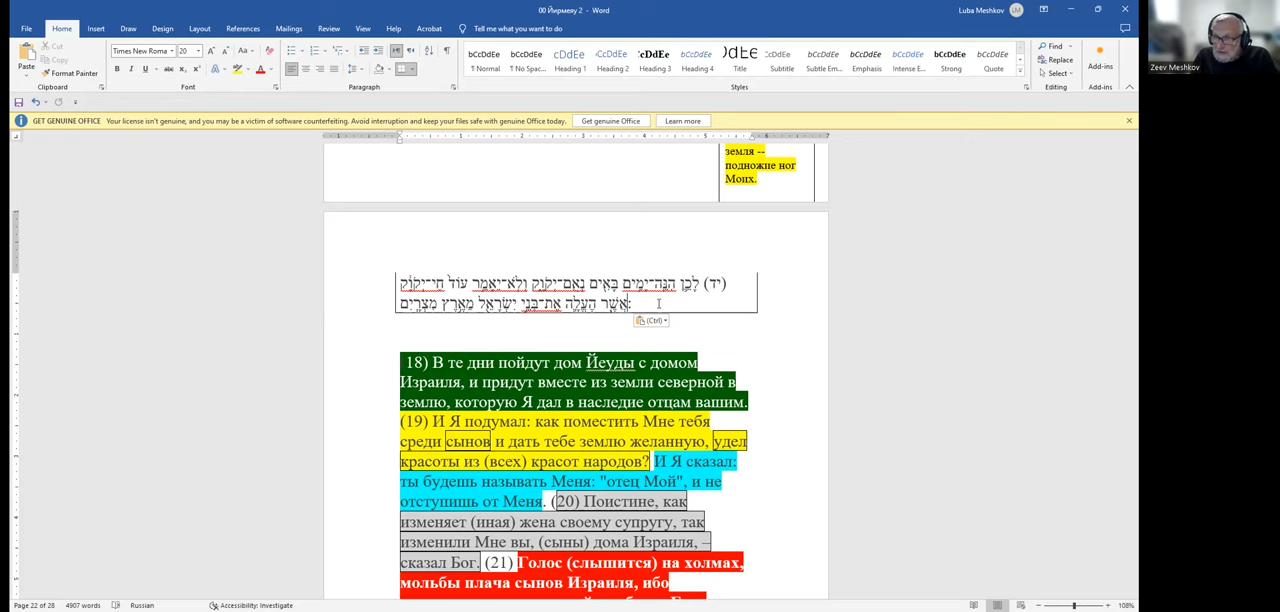 00 Йирмеяу 2 - Word
Luba Meshkov LM
File Home Insert Draw Design Layout References Mailings Review View Help Acrobat Tell me what you want to do
Paste Cut Copy Format Painter
Times New Roma 20
AaBbCcDdEe
¶ Normal ¶ No Spac... Heading 1 Heading 2 Heading 3 Heading 4 Title Subtitle Subtle Em... Emphasis Intense E... Strong Quote
Find Replace Select Add-ins
Clipboard Font Paragraph Styles Editing Add-ins
GET GENUINE OFFICE Your license isn't genuine, and you may be a victim of software counterfeiting. Avoid interruption and keep your files safe with genuine Office today. Get genuine Office Learn more
Zeev Meshkov
земля --
подножие ног
Моих.
(יד) לָכֵ֛ן הִנֵּֽה־יָמִ֥ים בָּאִ֖ים נְאֻם־יְקֹוָ֑ק וְלֹא־יֵאָמֵ֥ר עוֹד֙ חַי־יְקֹוָ֔ק
אֲשֶׁ֧ר הֶעֱלָ֛ה אֶת־בְּנֵ֥י יִשְׂרָאֵ֖ל מֵאֶ֥רֶץ מִצְרָֽיִם:
(Ctrl)
18) В те дни пойдут дом Йеуды с домом
Израиля, и придут вместе из земли северной в
землю, которую Я дал в наследие отцам вашим.
(19) И Я подумал: как поместить Мне тебя
среди сынов и дать тебе землю желанную, удел
красоты из (всех) красот народов? И Я сказал:
ты будешь называть Меня: "отец Мой", и не
отступишь от Меня. (20) Поистине, как
изменяет (иная) жена своему супругу, так
изменили Мне вы, (сыны) дома Израиля, –
сказал Бог. (21) Голос (слышится) на холмах,
мольбы плача сынов Израиля, ибо
Page 22 of 28 4907 words Russian Accessibility: Investigate 108%